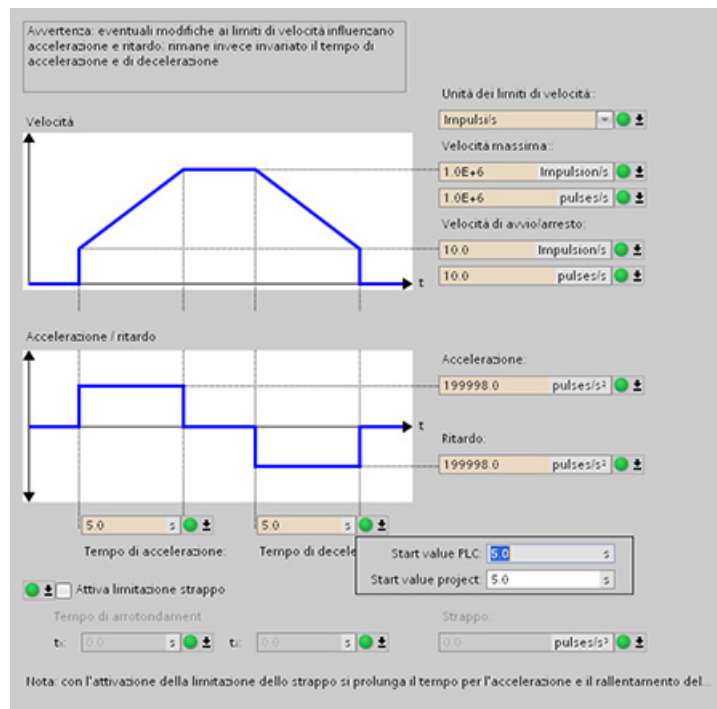 Avvertenza: eventuali modifiche ai limiti di velocità influenzano
accelerazione e ritardo; rimane invece invariato il tempo di
accelerazione e di decelerazione
Unità dei limiti di velocità:
Impulsi/s
Velocità
Velocità massima:
1.0E+6 Impulsion/s
1.0E+6 pulses/s
Velocità di avvio/arresto:
10.0 Impulsion/s
10.0 pulses/s
t
Accelerazione / ritardo
Accelerazione:
199998.0 pulses/s²
t
Ritardo:
199998.0 pulses/s²
5.0 s
5.0 s
Tempo di accelerazione:
Tempo di decele
Start value PLC: 5.0 s
Start value project 5.0 s
Attiva limitazione strappo
Tempo di arrotondament
Strappo:
0.0 s
0.0 s
0.0 pulses/s³
Nota: con l'attivazione della limitazione dello strappo si prolunga il tempo per l'accelerazione e il rallentamento del...